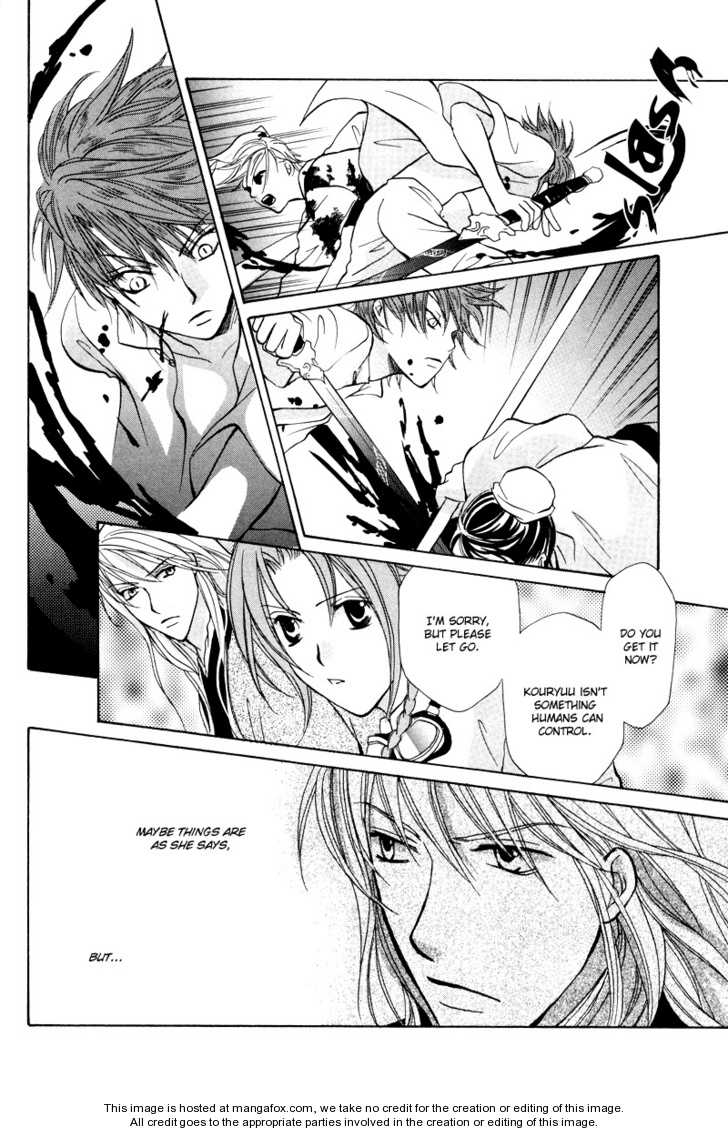 slash
DO YOU
GET IT
NOW?
KOURYUU ISN'T
SOMETHING
HUMANS CAN
CONTROL.
I'M SORRY,
BUT PLEASE
LET GO.
MAYBE THINGS ARE
AS SHE SAYS,
BUT...
This image is hosted at mangafox.com, we take no credit for the creation or editing of this image.
All credit goes to the appropriate parties involved in the creation or editing of this image.